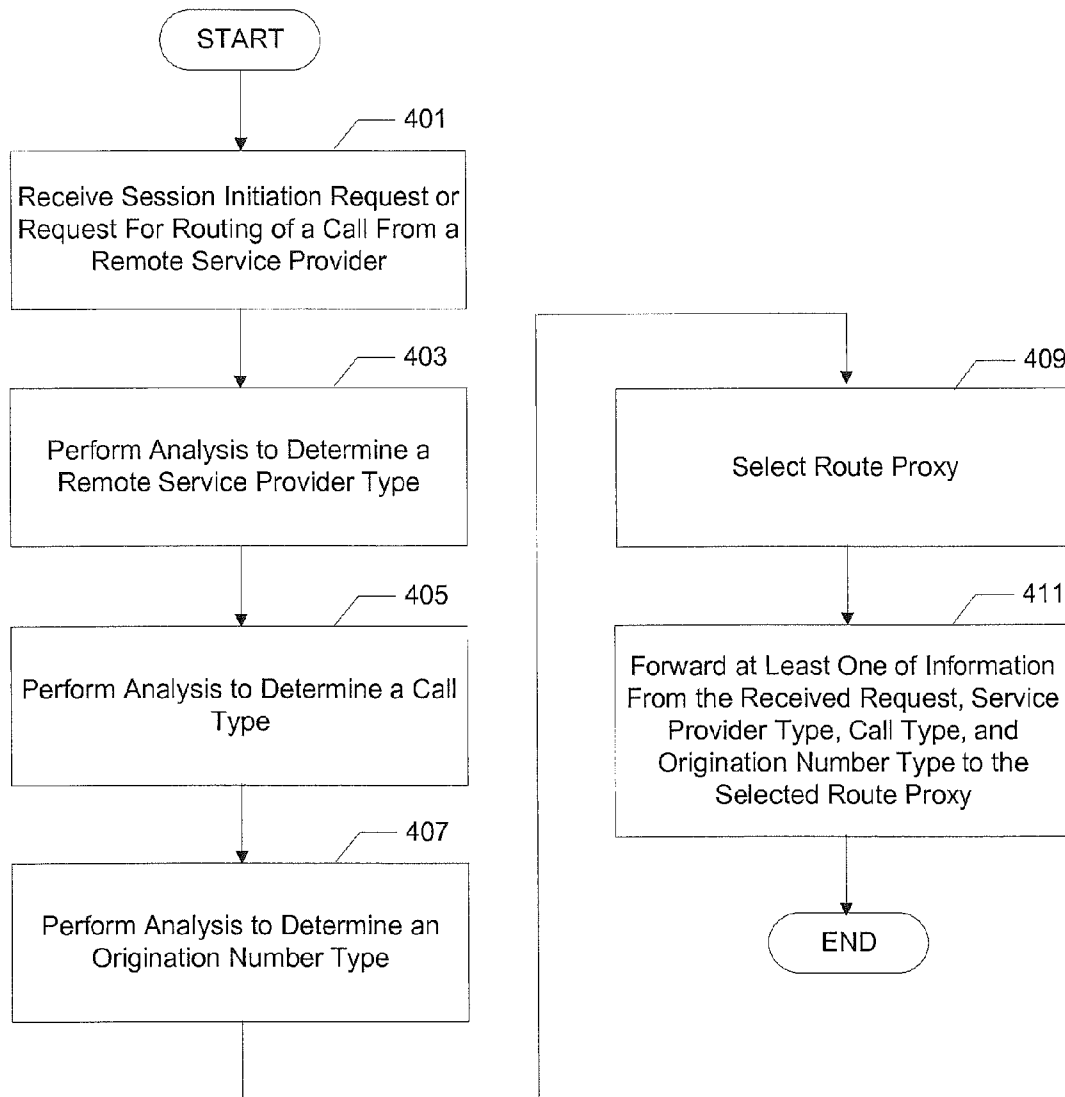 START
401
Receive Session Initiation Request or
Request For Routing of a Call From a
Remote Service Provider
403
Perform Analysis to Determine a
Remote Service Provider Type
405
Perform Analysis to Determine a Call
Type
407
Perform Analysis to Determine an
Origination Number Type
409
Select Route Proxy
411
Forward at Least One of Information
From the Received Request, Service
Provider Type, Call Type, and
Origination Number Type to the
Selected Route Proxy
END